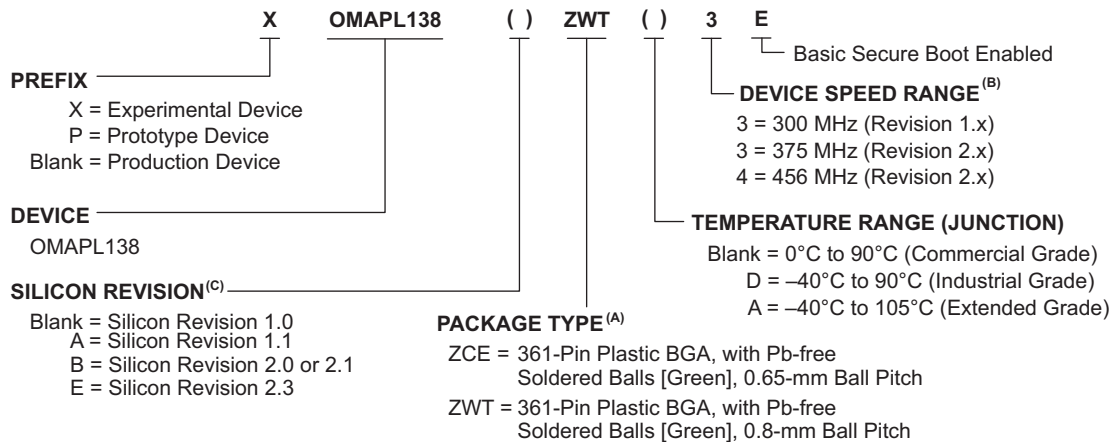 X OMAPL138 ( ) ZWT ( ) 3 E
Basic Secure Boot Enabled
PREFIX
X = Experimental Device
P = Prototype Device
Blank = Production Device
DEVICE SPEED RANGE (B)
3 = 300 MHz (Revision 1.x)
3 = 375 MHz (Revision 2.x)
4 = 456 MHz (Revision 2.x)
DEVICE
OMAPL138
TEMPERATURE RANGE (JUNCTION)
Blank = 0°C to 90°C (Commercial Grade)
D = –40°C to 90°C (Industrial Grade)
A = –40°C to 105°C (Extended Grade)
SILICON REVISION (C)
Blank = Silicon Revision 1.0
A = Silicon Revision 1.1
B = Silicon Revision 2.0 or 2.1
E = Silicon Revision 2.3
PACKAGE TYPE (A)
ZCE = 361-Pin Plastic BGA, with Pb-free
Soldered Balls [Green], 0.65-mm Ball Pitch
ZWT = 361-Pin Plastic BGA, with Pb-free
Soldered Balls [Green], 0.8-mm Ball Pitch